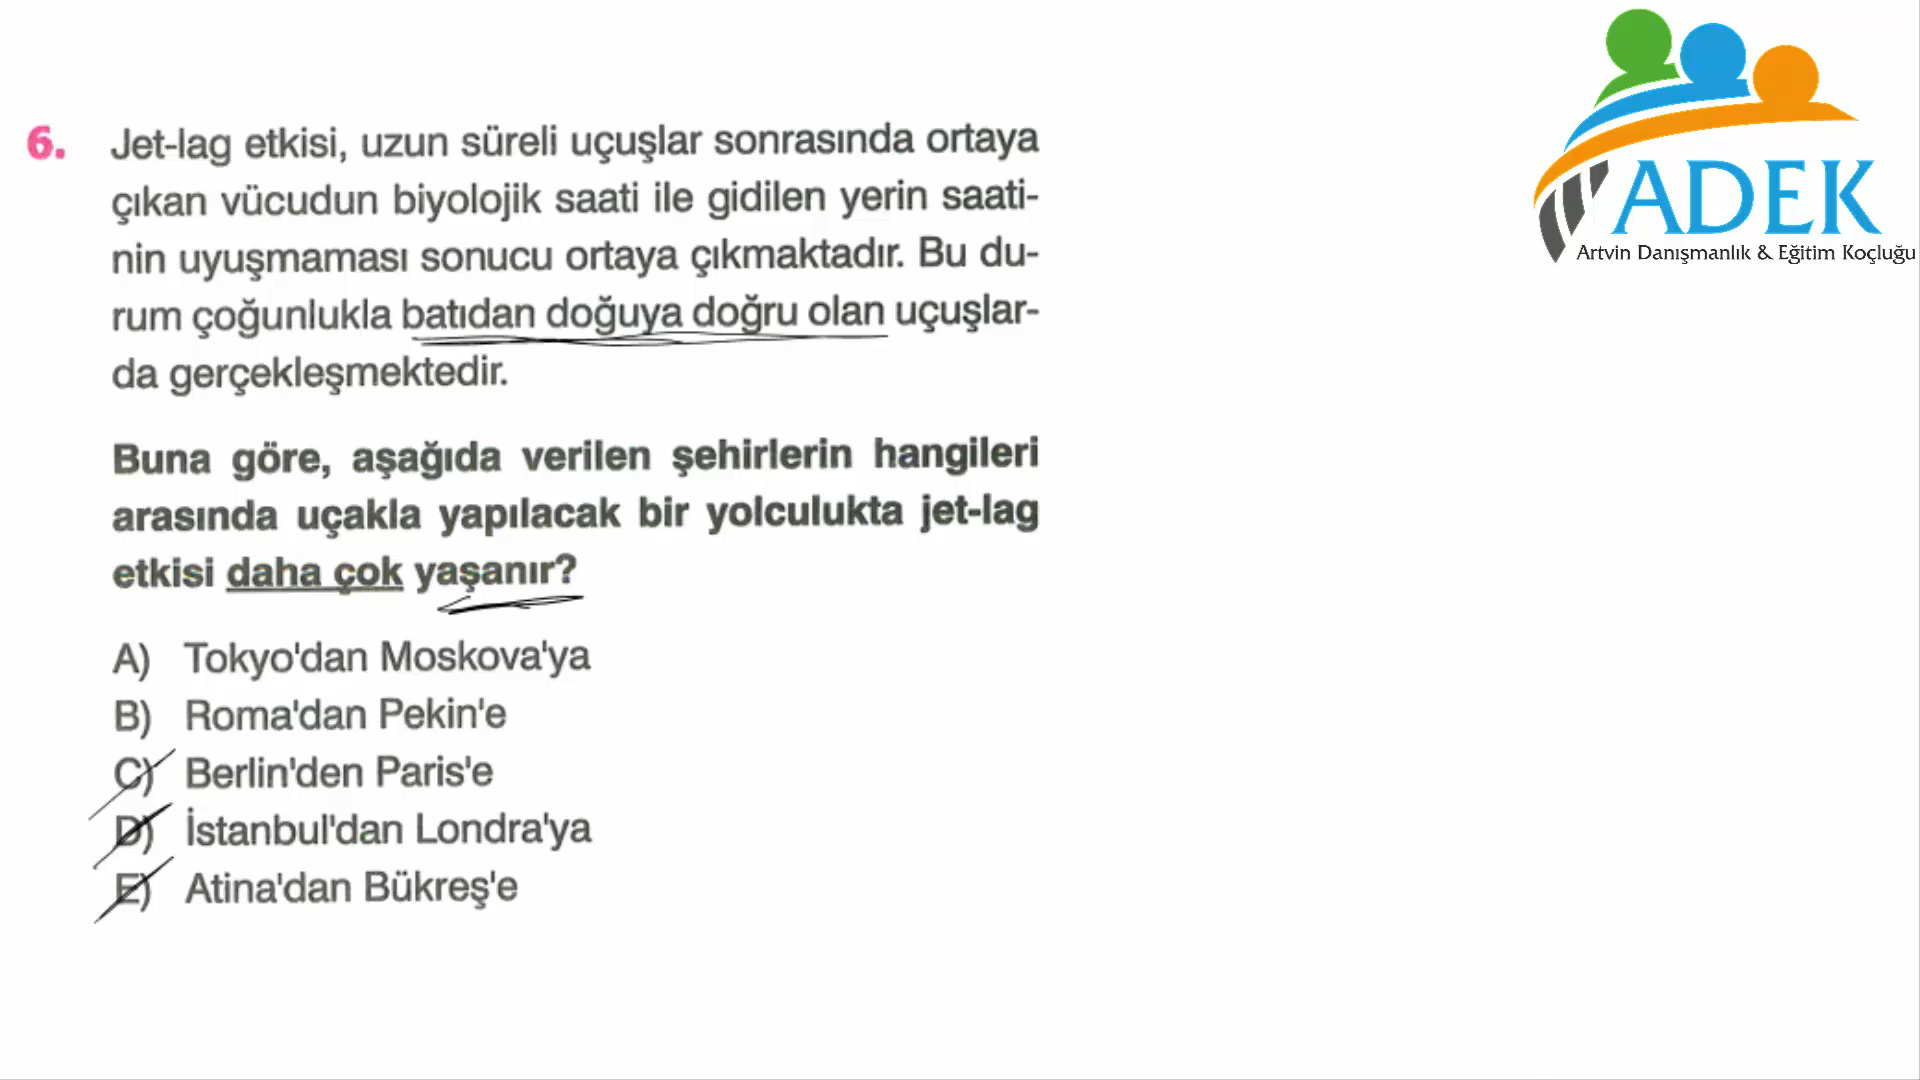 ADEK
Artvin Danışmanlık & Eğitim Koçluğu
6. Jet-lag etkisi, uzun süreli uçuşlar sonrasında ortaya
çıkan vücudun biyolojik saati ile gidilen yerin saati-
nin uyuşmaması sonucu ortaya çıkmaktadır. Bu du-
rum çoğunlukla batıdan doğuya doğru olan uçuşlar-
da gerçekleşmektedir.
Buna göre, aşağıda verilen şehirlerin hangileri
arasında uçakla yapılacak bir yolculukta jet-lag
etkisi daha çok yaşanır?
A) Tokyo'dan Moskova'ya
B) Roma'dan Pekin'e
C) Berlin'den Paris'e
D) İstanbul'dan Londra'ya
E) Atina'dan Bükreş'e